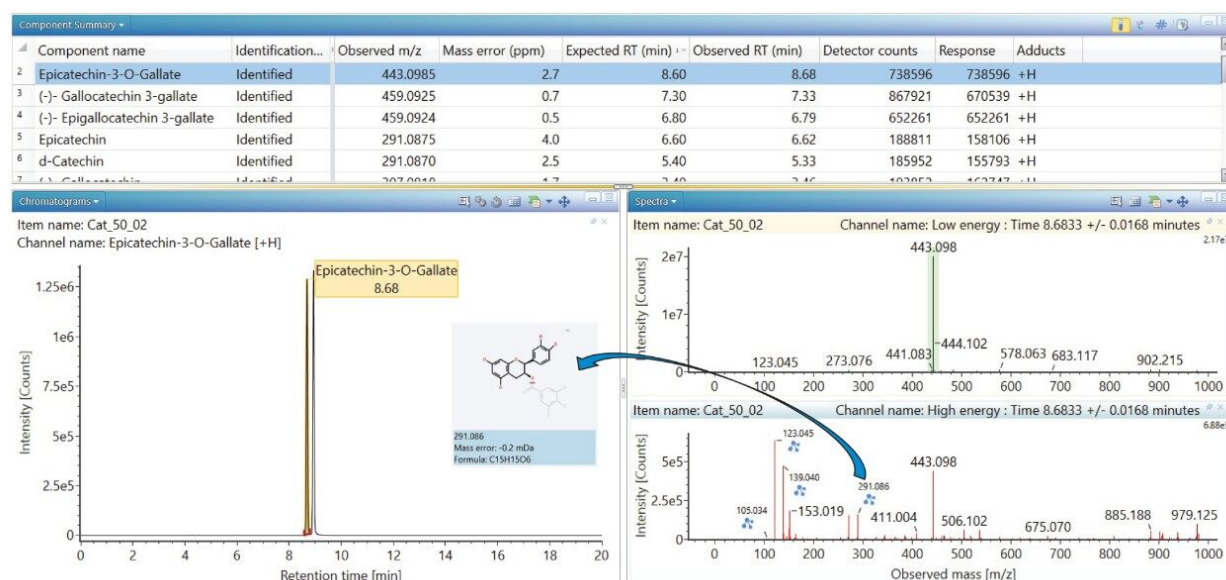 Component Summary
Component name Identification... Observed m/z Mass error (ppm) Expected RT (min) 1 Observed RT (min) Detector counts Response Adducts
2 Epicatechin-3-O-Gallate Identified 443.0985 2.7 8.60 8.68 738596 738596 +H
3 (-)- Gallocatechin 3-gallate Identified 459.0925 0.7 7.30 7.33 867921 670539 +H
4 (-)- Epigallocatechin 3-gallate Identified 459.0924 0.5 6.80 6.79 652261 652261 +H
5 Epicatechin Identified 291.0875 4.0 6.60 6.62 188811 158106 +H
6 d-Catechin Identified 291.0870 2.5 5.40 5.33 185952 155793 +H
Chromatograms
Item name: Cat_50_02
Channel name: Epicatechin-3-O-Gallate [+H]
Epicatechin-3-O-Gallate
8.68
1.25e6
1e6
7.5e5
5e5
2.5e5
0
Intensity [Counts]
291.086
Mass error: -0.2 mDa
Formula: C15H15O6
0 2 4 6 8 10 12 14 16 18 20
Retention time [min]
Spectra
Item name: Cat_50_02 Channel name: Low energy : Time 8.6833 +/- 0.0168 minutes
443.098
2e7
1e7
0
Intensity [Counts]
123.045 273.076 441.083 444.102 578.063 683.117 902.215
0 100 200 300 400 500 600 700 800 900 1000
Item name: Cat_50_02 Channel name: High energy : Time 8.6833 +/- 0.0168 minutes
5e5
2.5e5
0
Intensity [Counts]
105.034 123.045 139.040 153.019 291.086 411.004 443.098 506.102 675.070 885.188 979.125
0 100 200 300 400 500 600 700 800 900 1000
Observed mass [m/z]